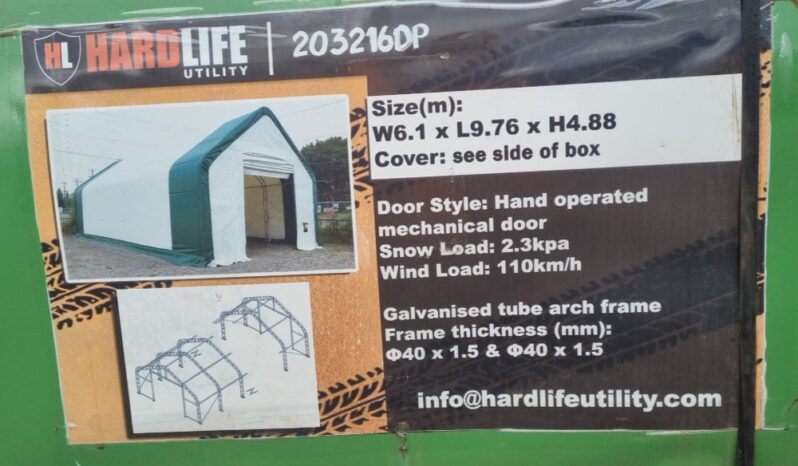 HL HARDLIFE UTILITY | 203216DP
Size(m):
W6.1 x L9.76 x H4.88
Cover: see side of box
Door Style: Hand operated
mechanical door
Snow Load: 2.3kpa
Wind Load: 110km/h
Galvanised tube arch frame
Frame thickness (mm):
Φ40 x 1.5 & Φ40 x 1.5
info@hardlifeutility.com